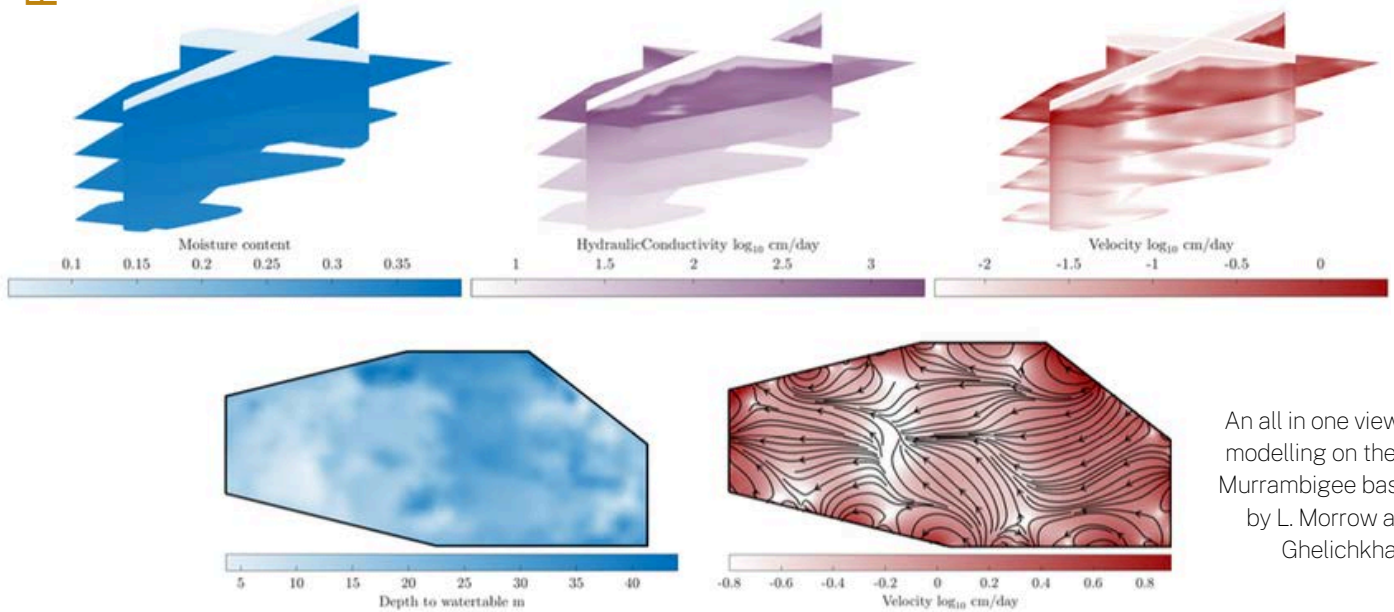 Moisture content
0.1 0.15 0.2 0.25 0.3 0.35
HydraulicConductivity log₁₀ cm/day
1 1.5 2 2.5 3
Velocity log₁₀ cm/day
-2 -1.5 -1 -0.5 0
5 10 15 20 25 30 35 40
Depth to watertable m
-0.8 -0.6 -0.4 -0.2 0 0.2 0.4 0.6 0.8
Velocity log₁₀ cm/day
An all in one view
modelling on the
Murrambigee bas
by L. Morrow a
Ghelichkha